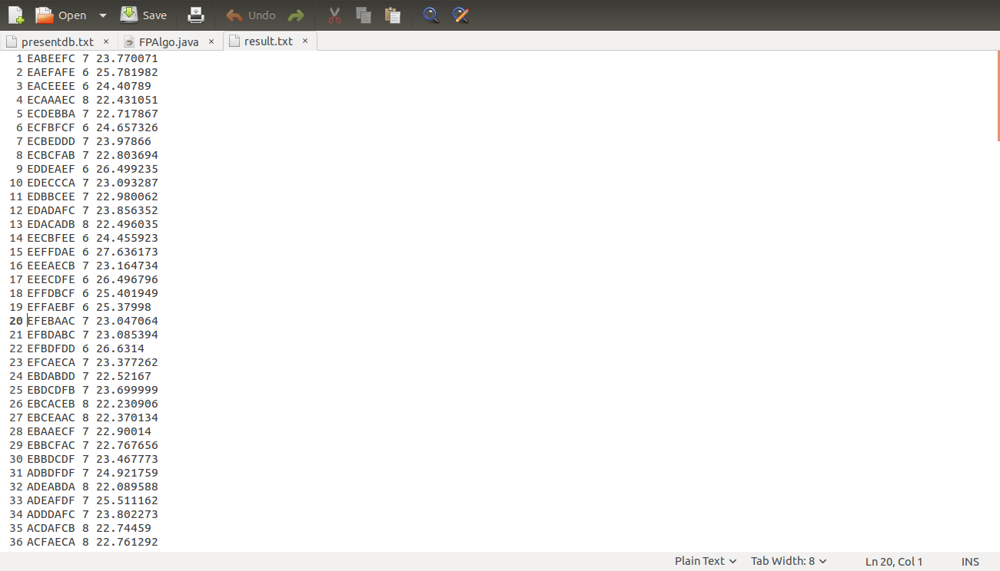 Open Save Undo
presentdb.txt × FPAlgo.java × result.txt ×
1 EABEEFC 7 23.770071
2 EAEFAFE 6 25.781982
3 EACEEEE 6 24.40789
4 ECAAAEC 8 22.431051
5 ECDEBBA 7 22.717867
6 ECFBFCF 6 24.657326
7 ECBEDDD 7 23.97866
8 ECBCFAB 7 22.803694
9 EDDEAEF 6 26.499235
10 EDECCCA 7 23.093287
11 EDBBCEE 7 22.980062
12 EDADAFC 7 23.856352
13 EDACADB 8 22.496035
14 EECBFEE 6 24.455923
15 EEFFDAE 6 27.636173
16 EEEAECB 7 23.164734
17 EEECDFE 6 26.496796
18 EFFDBCF 6 25.401949
19 EFFAEBF 6 25.37998
20 EFEBAAC 7 23.047064
21 EFBDABC 7 23.085394
22 EFBDFDD 6 26.6314
23 EFCAECA 7 23.377262
24 EBDABDD 7 22.52167
25 EBDCDFB 7 23.699999
26 EBCACEB 8 22.230906
27 EBCEAAC 8 22.370134
28 EBAAECF 7 22.90014
29 EBBCFAC 7 22.767656
30 EBBDCDF 7 23.467773
31 ADBDFDF 7 24.921759
32 ADEABDA 8 22.089588
33 ADEAFDF 7 25.511162
34 ADDDAFC 7 23.802273
35 ACDAFCB 8 22.74459
36 ACFAECA 8 22.761292
Plain Text Tab Width: 8 Ln 20, Col 1 INS